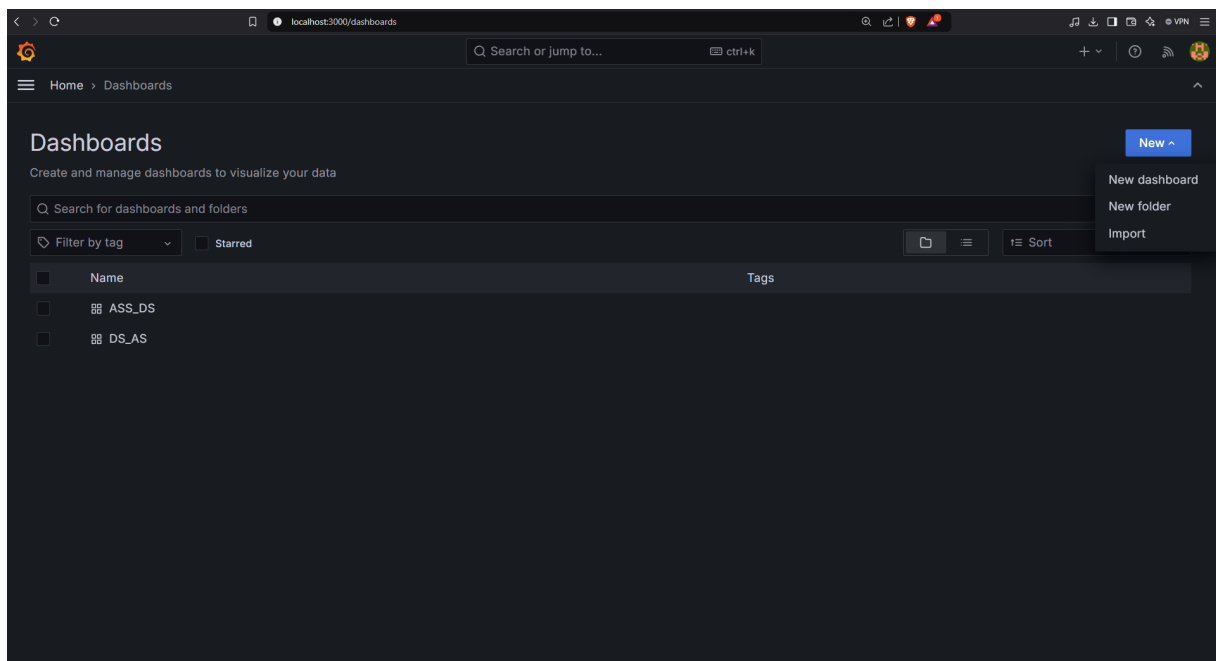 localhost:3000/dashboards
VPN
Search or jump to...
ctrl+k
Home › Dashboards
Dashboards
New
Create and manage dashboards to visualize your data
New dashboard
Search for dashboards and folders
New folder
Filter by tag
Starred
Sort
Import
Name
Tags
ASS_DS
DS_AS